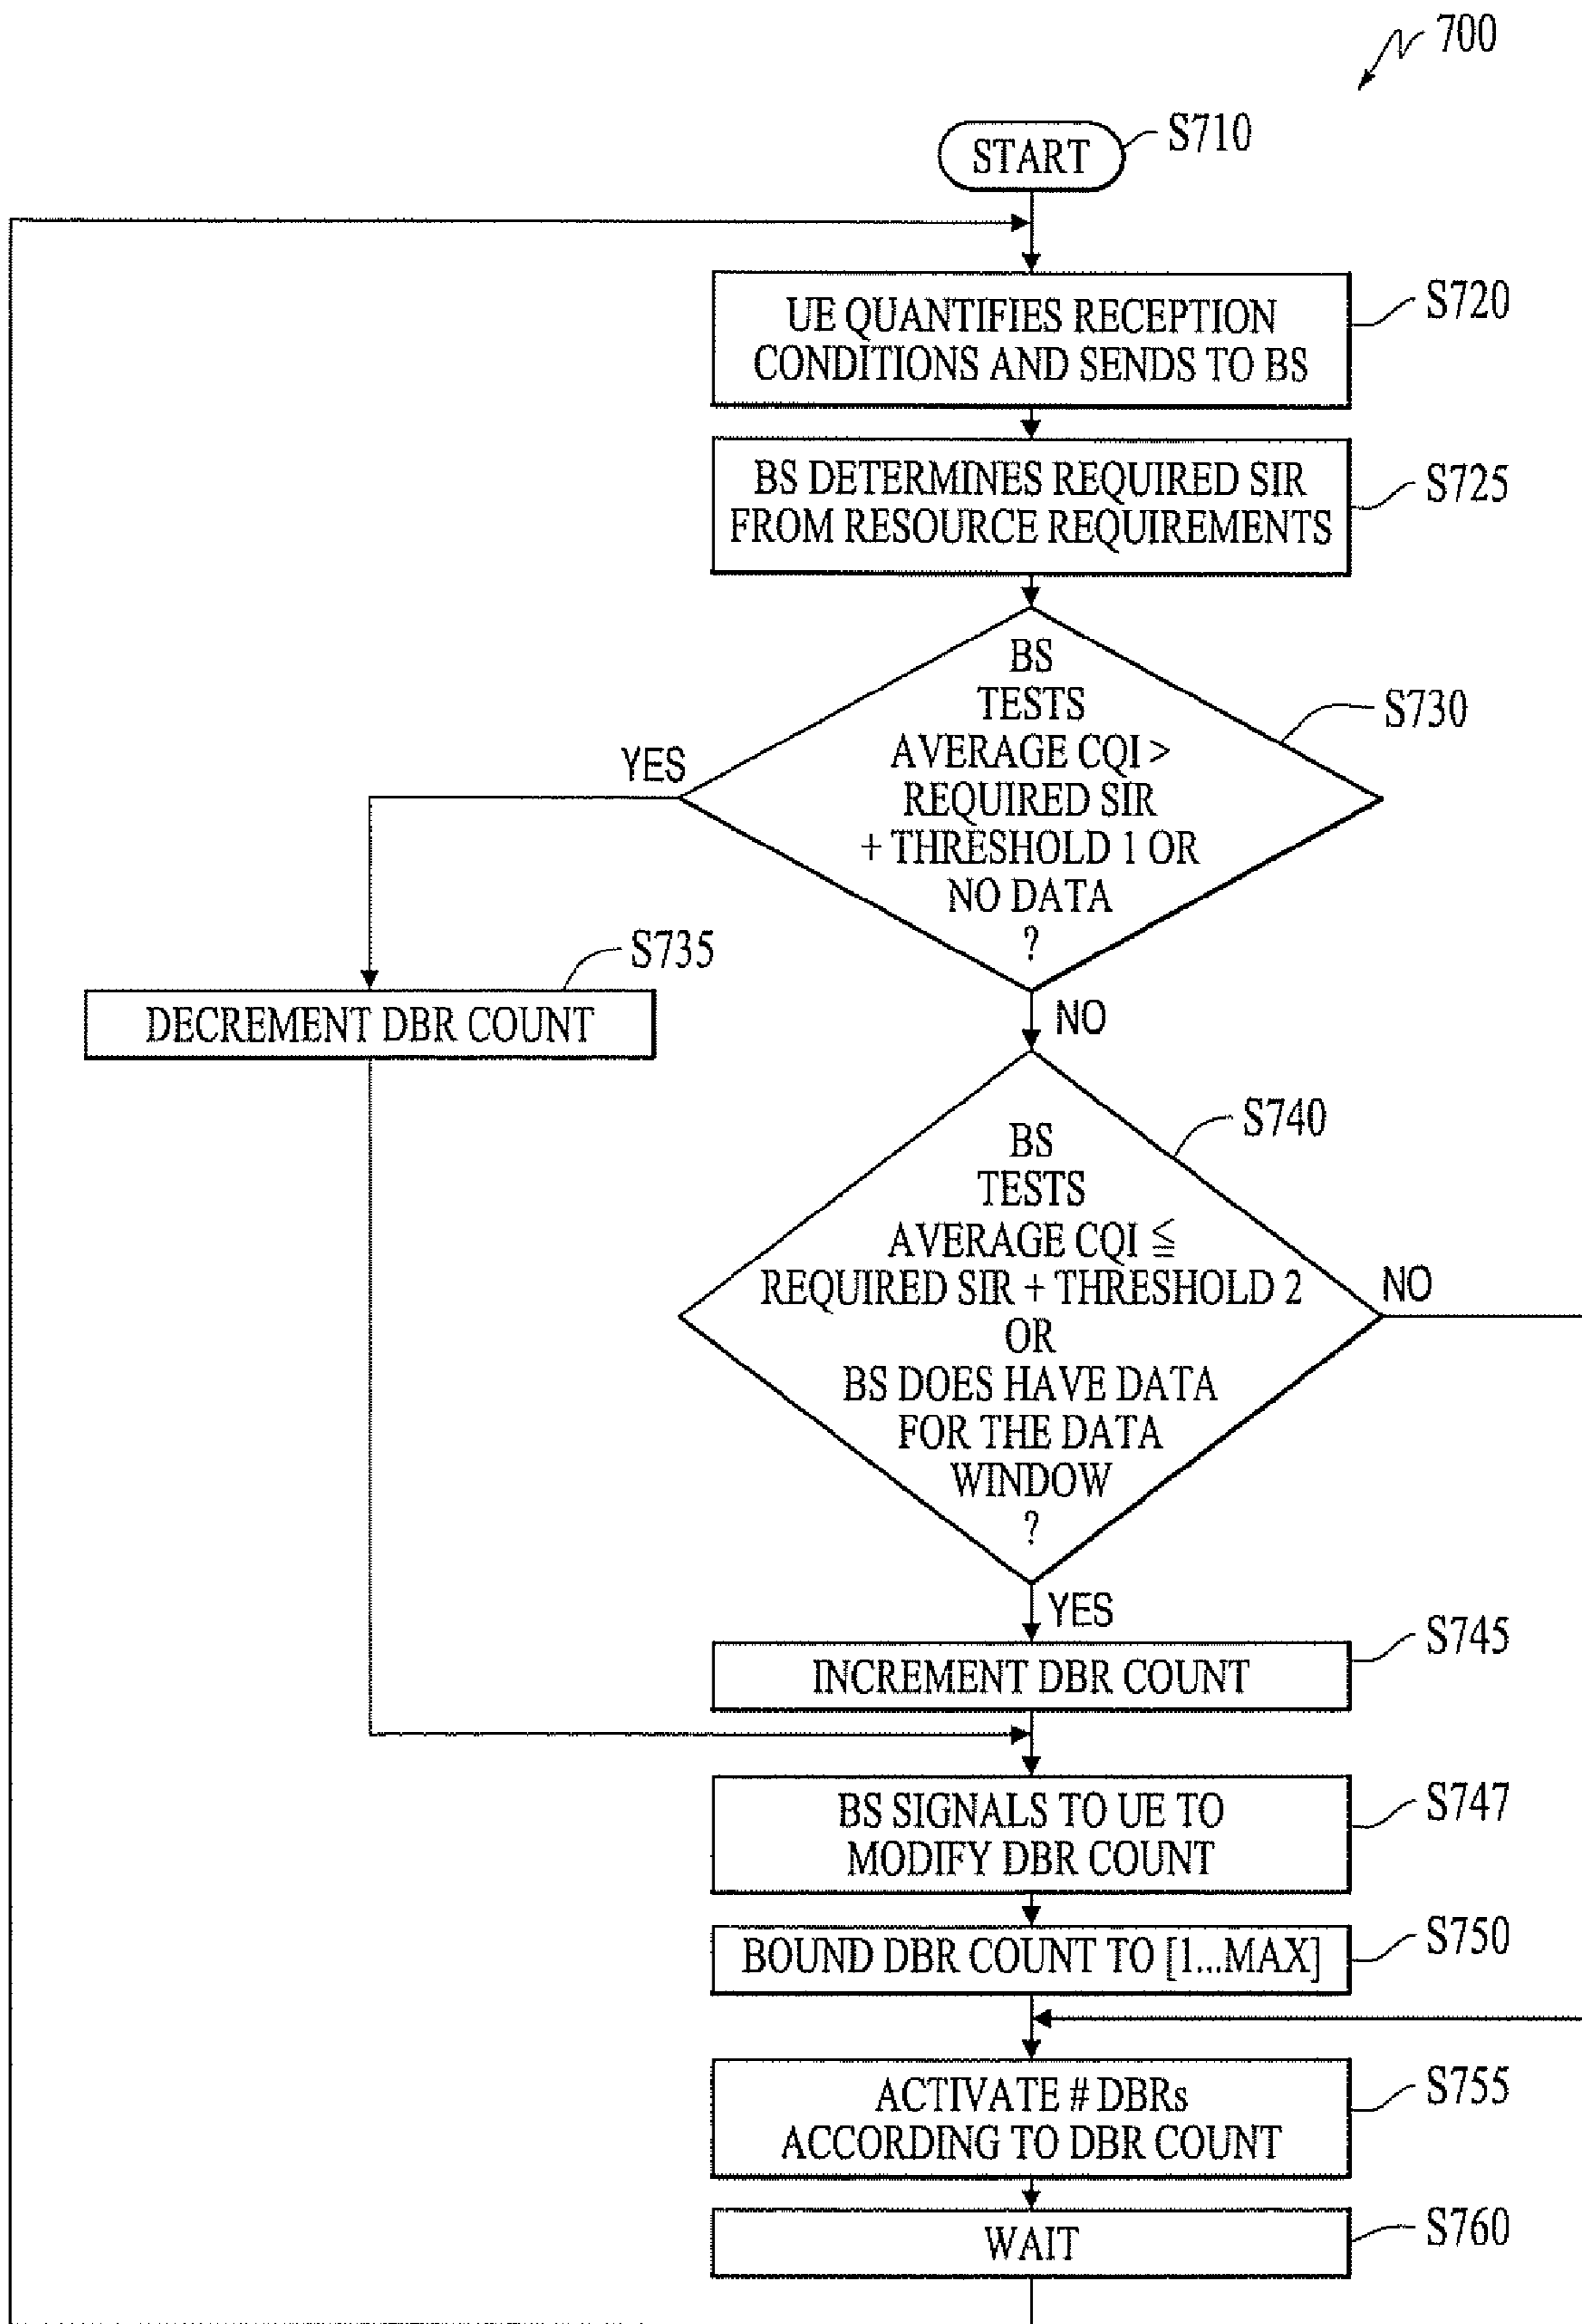 700
START
S710
UE QUANTIFIES RECEPTION
CONDITIONS AND SENDS TO BS
S720
BS DETERMINES REQUIRED SIR
FROM RESOURCE REQUIREMENTS
S725
BS
TESTS
AVERAGE CQI >
REQUIRED SIR
+ THRESHOLD 1 OR
NO DATA
?
S730
YES
NO
DECREMENT DBR COUNT
S735
BS
TESTS
AVERAGE CQI ≦
REQUIRED SIR + THRESHOLD 2
OR
BS DOES HAVE DATA
FOR THE DATA
WINDOW
?
S740
NO
YES
INCREMENT DBR COUNT
S745
BS SIGNALS TO UE TO
MODIFY DBR COUNT
S747
BOUND DBR COUNT TO [1...MAX]
S750
ACTIVATE # DBRs
ACCORDING TO DBR COUNT
S755
WAIT
S760